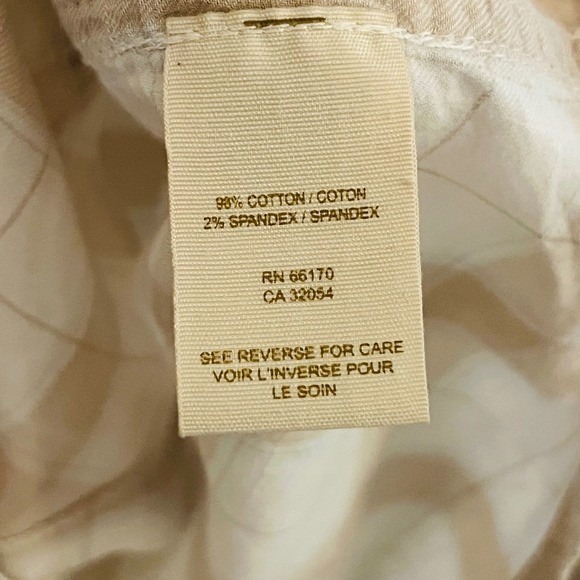 98% COTTON / COTON
2% SPANDEX / SPANDEX
RN 66170
CA 32054
SEE REVERSE FOR CARE
VOIR L'INVERSE POUR
LE SOIN